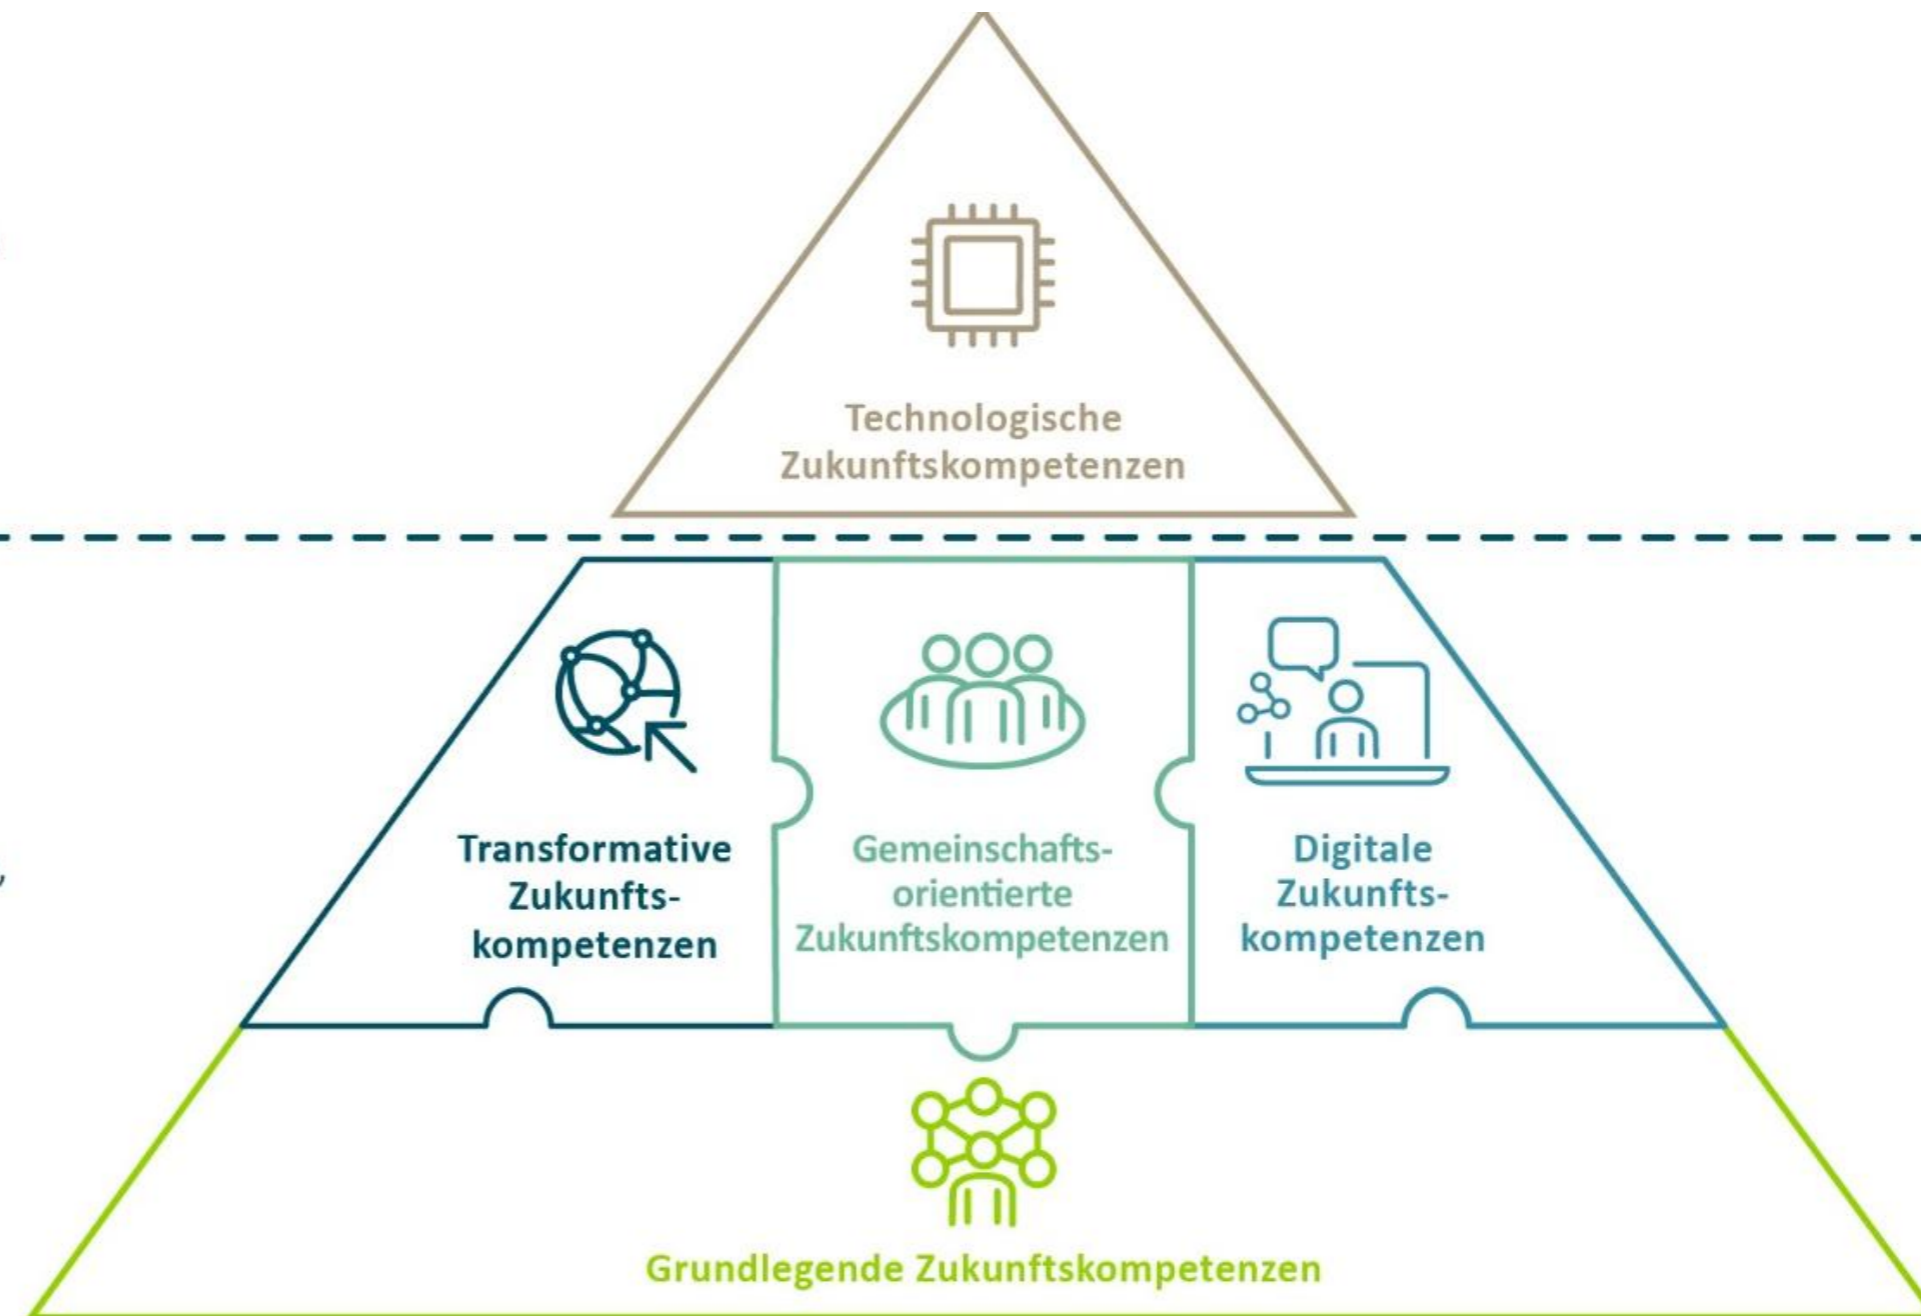 Technologische
Zukunftskompetenzen
Transformative
Zukunfts-
kompetenzen
Gemeinschafts-
orientierte
Zukunftskompetenzen
Digitale
Zukunfts-
kompetenzen
Grundlegende Zukunftskompetenzen